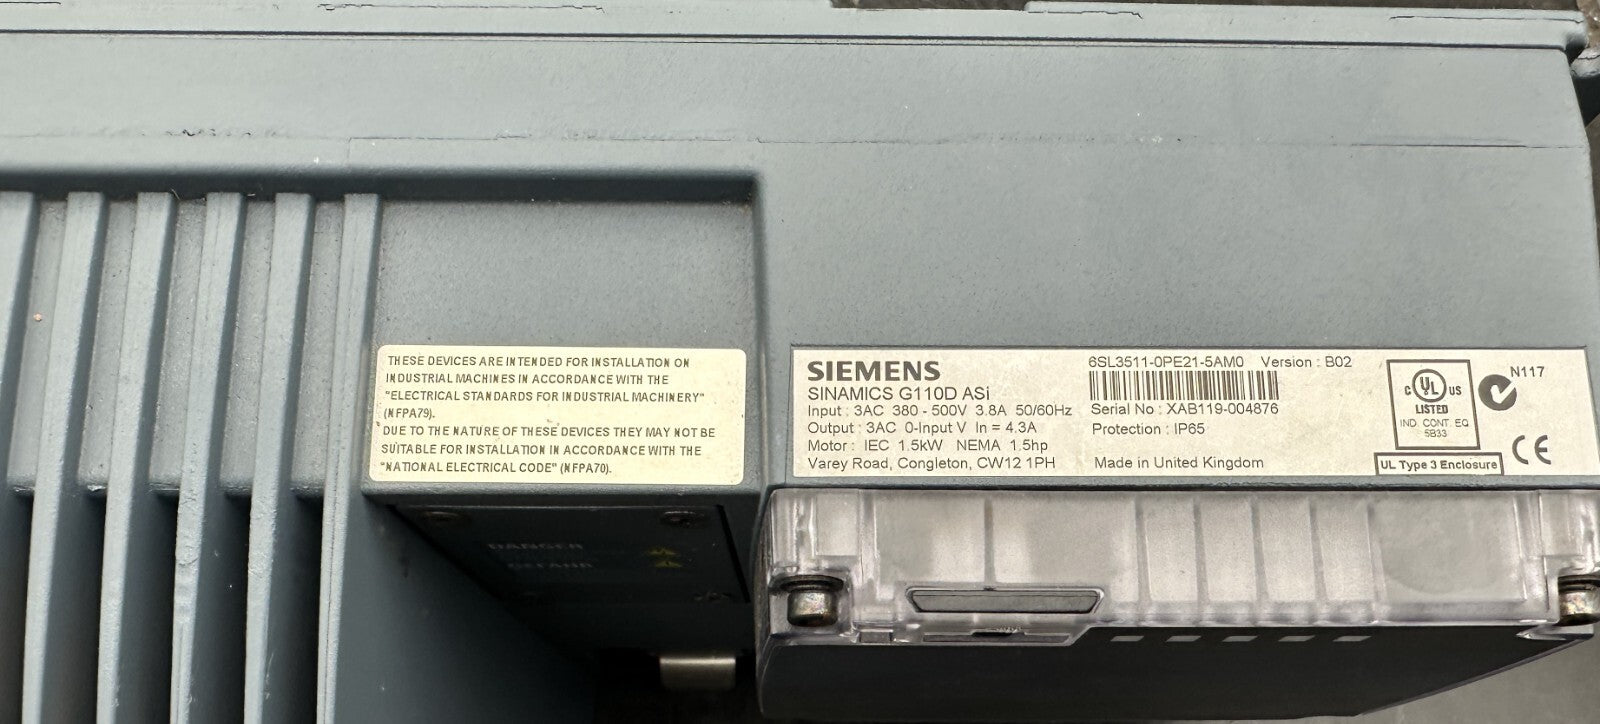 THESE DEVICES ARE INTENDED FOR INSTALLATION ON
INDUSTRIAL MACHINES IN ACCORDANCE WITH THE
"ELECTRICAL STANDARDS FOR INDUSTRIAL MACHINERY"
(NFPA79).
DUE TO THE NATURE OF THESE DEVICES THEY MAY NOT BE
SUITABLE FOR INSTALLATION IN ACCORDANCE WITH THE
"NATIONAL ELECTRICAL CODE" (NFPA70).
DANGER
GEFAHR
SIEMENS
SINAMICS G110D ASi
Input : 3AC 380 - 500V 3.8A 50/60Hz
Output : 3AC 0-Input V In = 4.3A
Motor : IEC 1.5kW NEMA 1.5hp
Varey Road, Congleton, CW12 1PH
6SL3511-0PE21-5AM0 Version : B02
Serial No : XAB119-004876
Protection : IP65
Made in United Kingdom
C UL US
LISTED
IND. CONT. EQ
5B33
UL Type 3 Enclosure
N117
CE